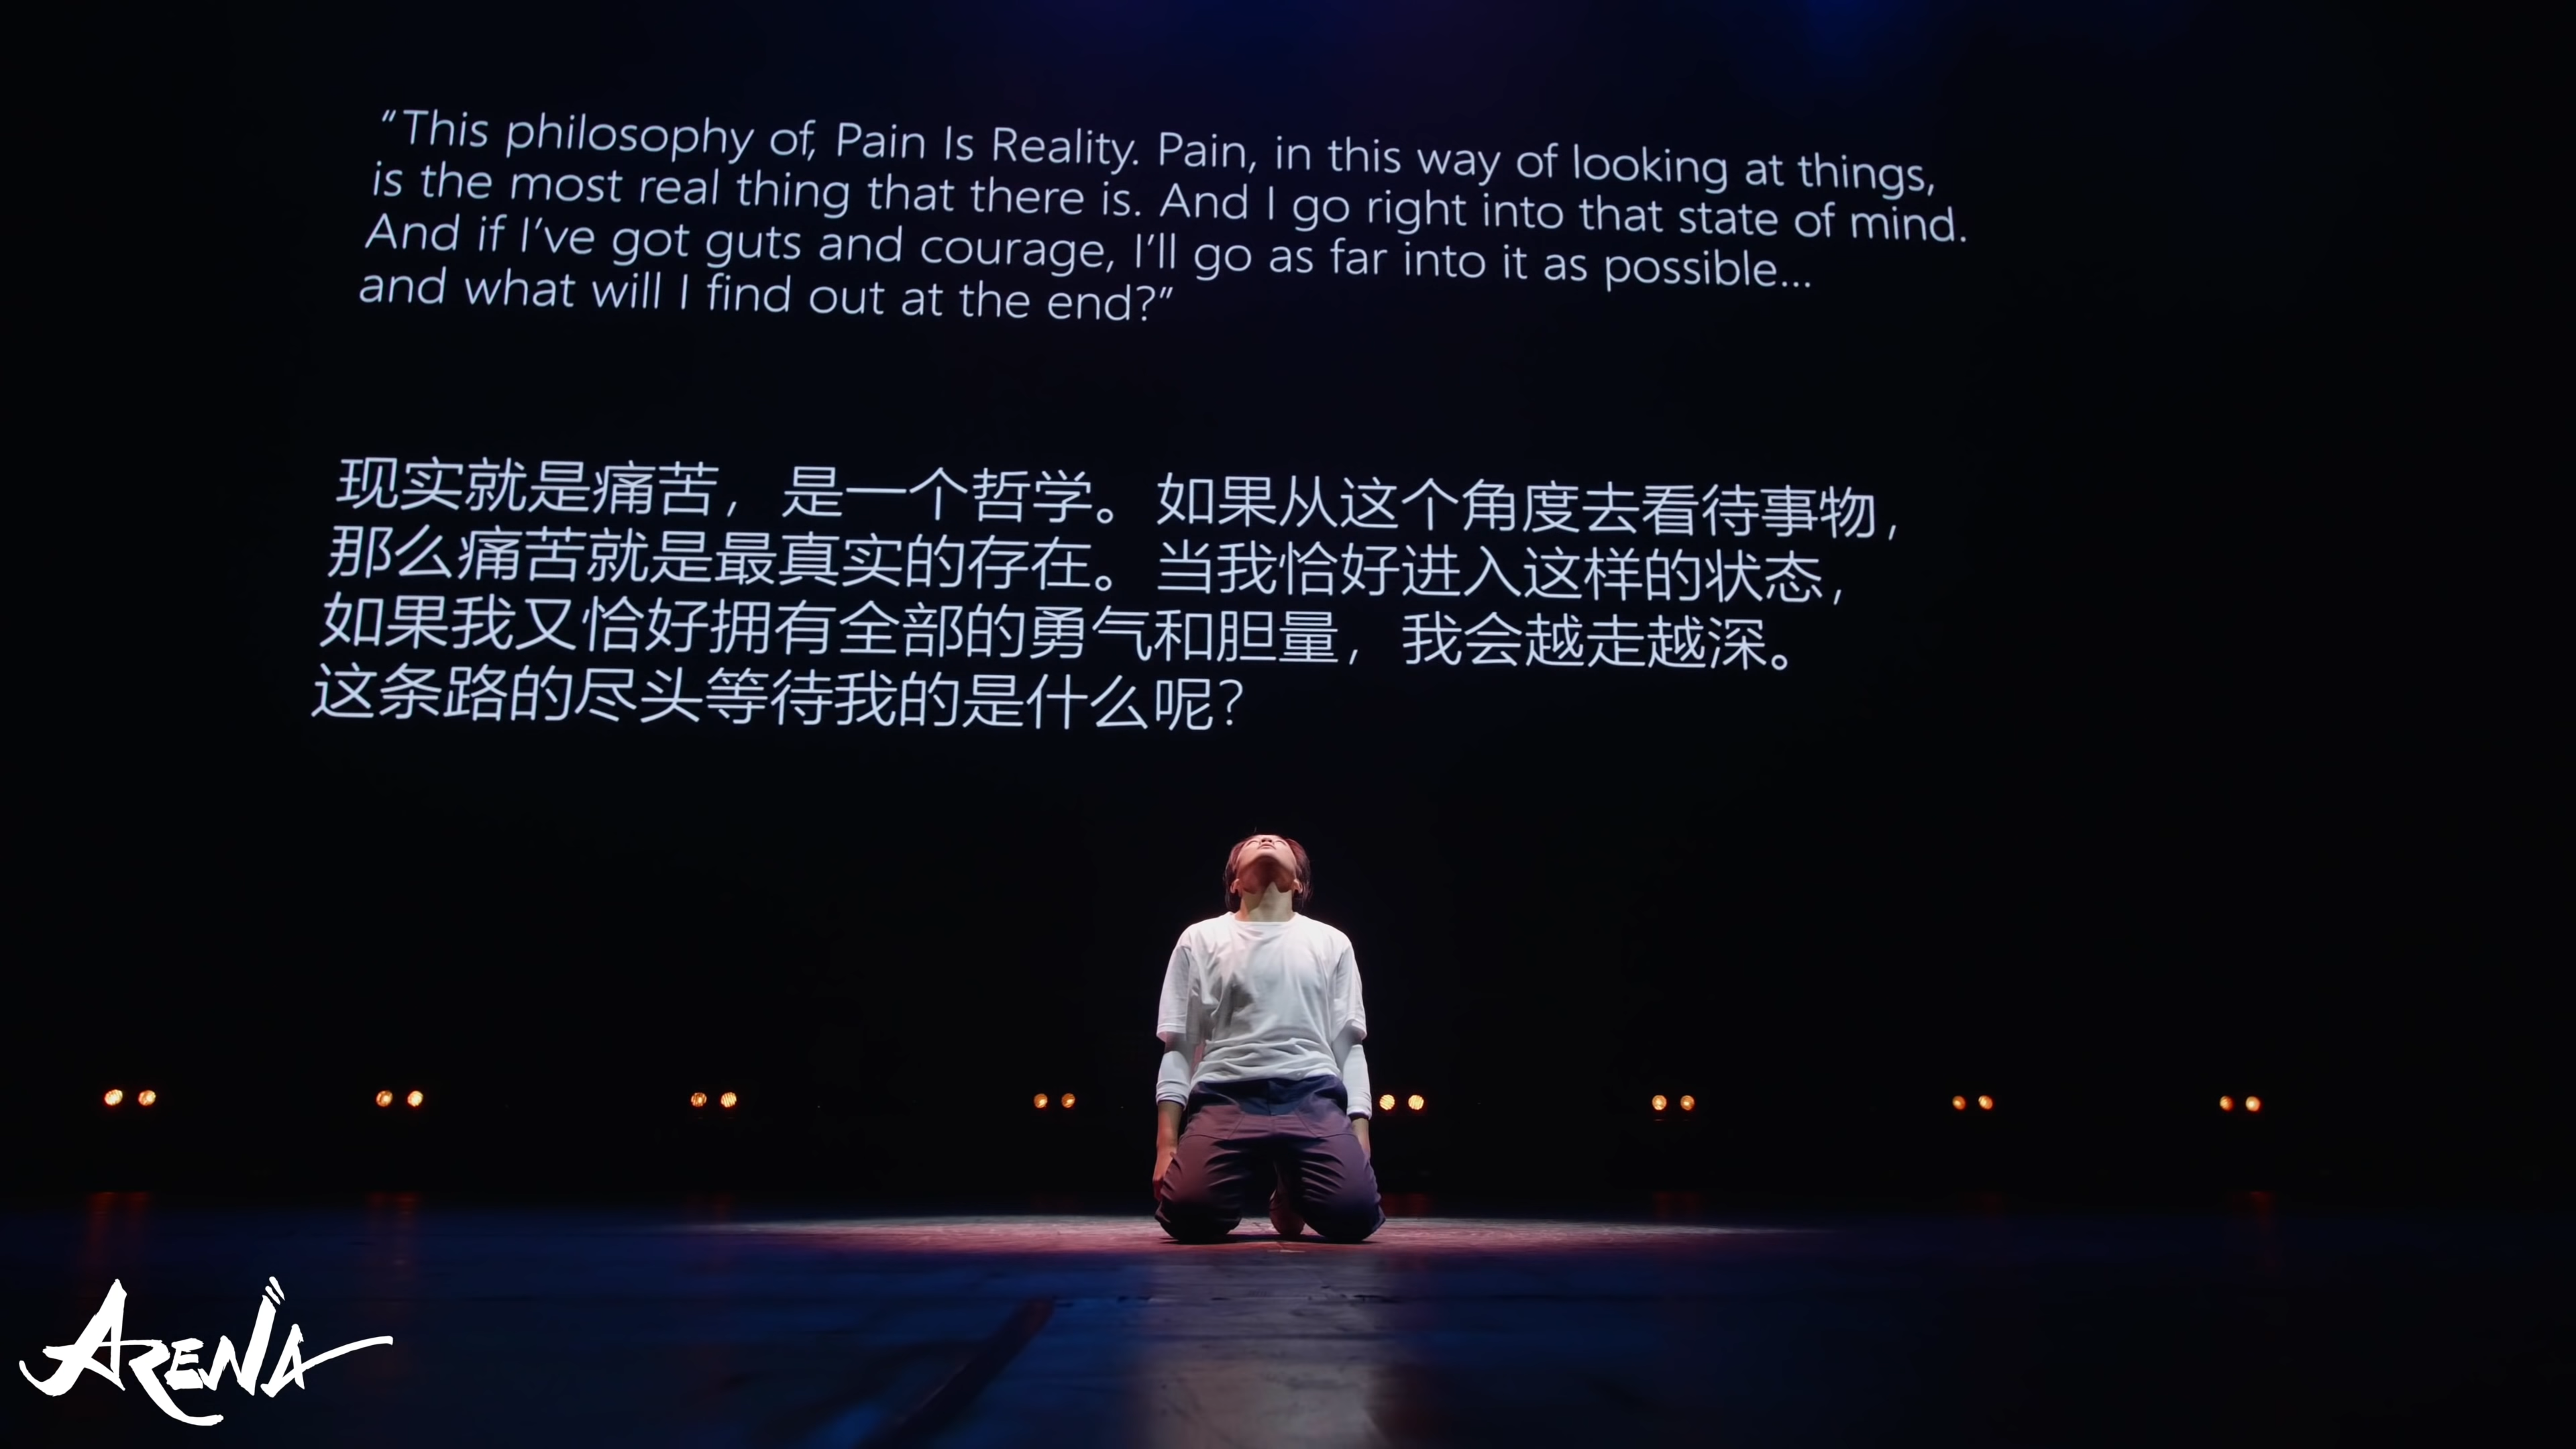 “This philosophy of, Pain Is Reality. Pain, in this way of looking at things,
is the most real thing that there is. And I go right into that state of mind.
And if I’ve got guts and courage, I’ll go as far into it as possible...
and what will I find out at the end?”
现实就是痛苦，是一个哲学。如果从这个角度去看待事物，
那么痛苦就是最真实的存在。当我恰好进入这样的状态，
如果我又恰好拥有全部的勇气和胆量，我会越走越深。
这条路的尽头等待我的是什么呢？
ARENA